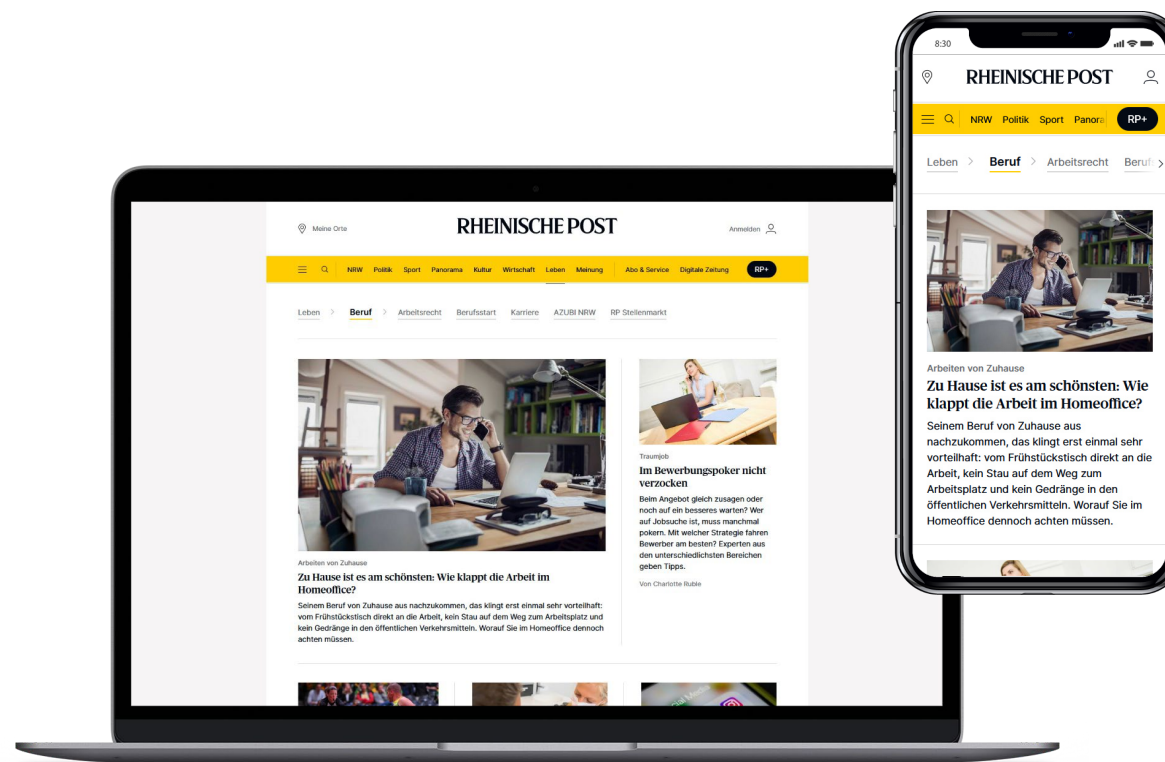 Meine Orte
RHEINISCHE POST
Anmelden
NRW Politik Sport Panorama Kultur Wirtschaft Leben Meinung Abo & Service Digitale Zeitung RP+
Leben > Beruf > Arbeitsrecht Berufsstart Karriere AZUBI NRW RP Stellenmarkt
Arbeiten von Zuhause
Zu Hause ist es am schönsten: Wie klappt die Arbeit im
Homeoffice?
Seinem Beruf von Zuhause aus nachzukommen, das klingt erst einmal sehr vorteilhaft:
vom Frühstückstisch direkt an die Arbeit, kein Stau auf dem Weg zum Arbeitsplatz und
kein Gedränge in den öffentlichen Verkehrsmitteln. Worauf Sie im Homeoffice dennoch
achten müssen.
Traumjob
Im Bewerbungspoker nicht
verzocken
Beim Angebot gleich zusagen oder
noch auf ein besseres warten? Wer
auf Jobsuche ist, muss manchmal
pokern. Mit welcher Strategie fahren
Bewerber am besten? Experten aus
den unterschiedlichsten Bereichen
geben Tipps.
Von Charlotte Ruble
8:30
RHEINISCHE POST
NRW Politik Sport Panora RP+
Leben > Beruf > Arbeitsrecht Beruf >
Arbeiten von Zuhause
Zu Hause ist es am schönsten: Wie
klappt die Arbeit im Homeoffice?
Seinem Beruf von Zuhause aus
nachzukommen, das klingt erst einmal sehr
vorteilhaft: vom Frühstückstisch direkt an die
Arbeit, kein Stau auf dem Weg zum
Arbeitsplatz und kein Gedränge in den
öffentlichen Verkehrsmitteln. Worauf Sie im
Homeoffice dennoch achten müssen.